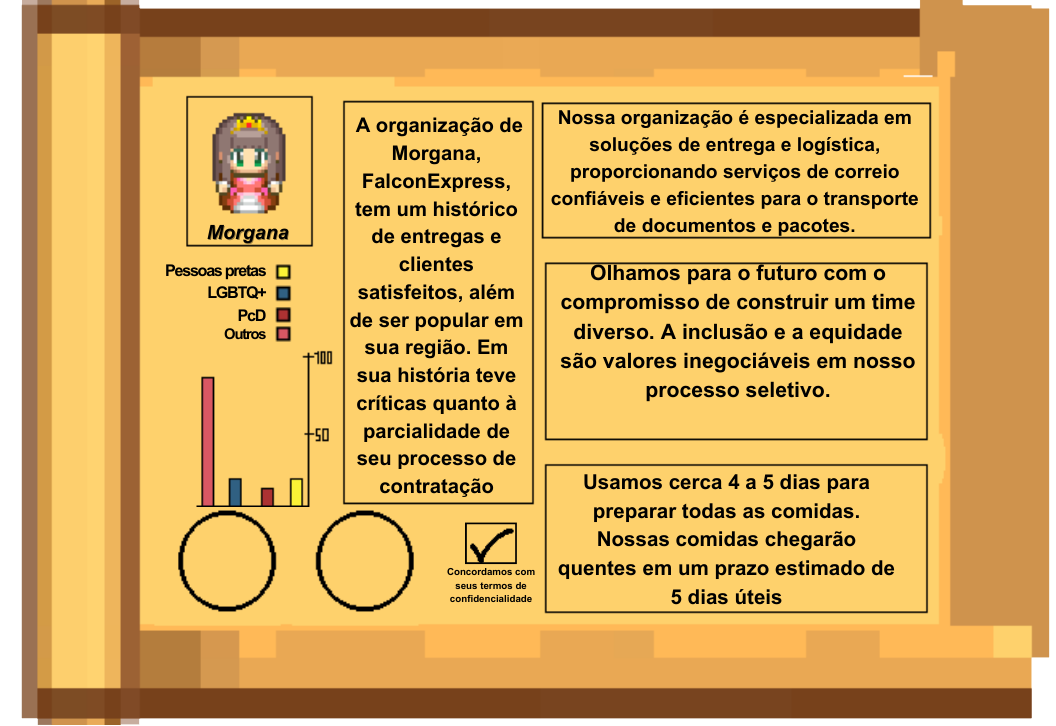 Morgana
Pessoas pretas
LGBTQ+
PcD
Outros
100
50
A organização de
Morgana,
FalconExpress,
tem um histórico
de entregas e
clientes
satisfeitos, além
de ser popular em
sua região. Em
sua história teve
críticas quanto à
parcialidade de
seu processo de
contratação
Concordamos com
seus termos de
confidencialidade
Nossa organização é especializada em
soluções de entrega e logística,
proporcionando serviços de correio
confiáveis e eficientes para o transporte
de documentos e pacotes.
Olhamos para o futuro com o
compromisso de construir um time
diverso. A inclusão e a equidade
são valores inegociáveis em nosso
processo seletivo.
Usamos cerca 4 a 5 dias para
preparar todas as comidas.
Nossas comidas chegarão
quentes em um prazo estimado de
5 dias úteis